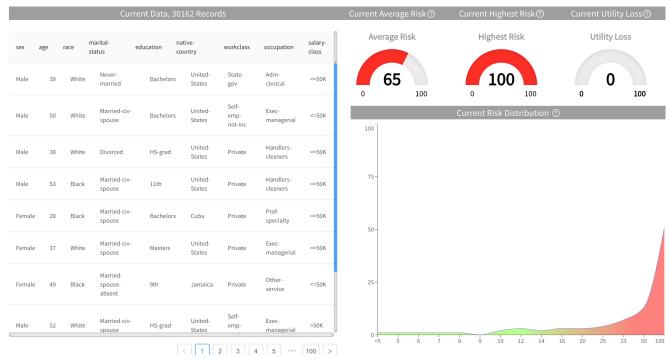 Current Data, 30162 Records
Current Average Risk ?
Current Highest Risk ?
Current Utility Loss ?
sex age race marital-status education native-country workclass occupation salary-class
Male 39 White Never-married Bachelors United-States State-gov Adm-clerical <=50K
Male 50 White Married-civ-spouse Bachelors United-States Self-emp-not-inc Exec-managerial <=50K
Male 38 White Divorced HS-grad United-States Private Handlers-cleaners <=50K
Male 53 Black Married-civ-spouse 11th United-States Private Handlers-cleaners <=50K
Female 28 Black Married-civ-spouse Bachelors Cuba Private Prof-specialty <=50K
Female 37 White Married-civ-spouse Masters United-States Private Exec-managerial <=50K
Female 49 Black Married-spouse-absent 9th Jamaica Private Other-service <=50K
Male 52 White Married-civ-spouse HS-grad United-States Self-emp- Exec-managerial >50K
< 1 2 3 4 5 ••• 100 >
Average Risk
65
0 100
Highest Risk
100
0 100
Utility Loss
0
0 100
Current Risk Distribution ?
100
75
50
25
0
<5 5 6 7 8 9 10 12 14 16 20 25 33 50 100